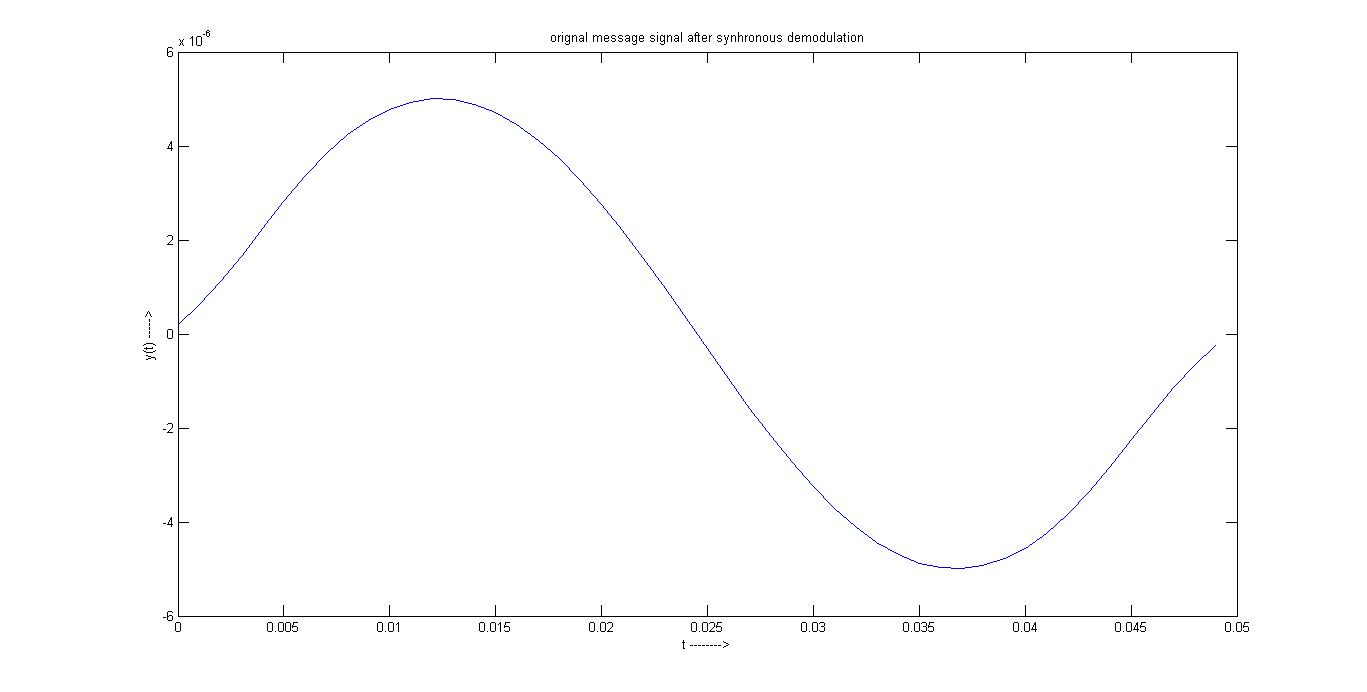 orignal message signal after synhronous demodulation
x 10-6
6
4
2
0
-2
-4
-6
y(t) ----->
0 0.005 0.01 0.015 0.02 0.025 0.03 0.035 0.04 0.045 0.05
t -------->